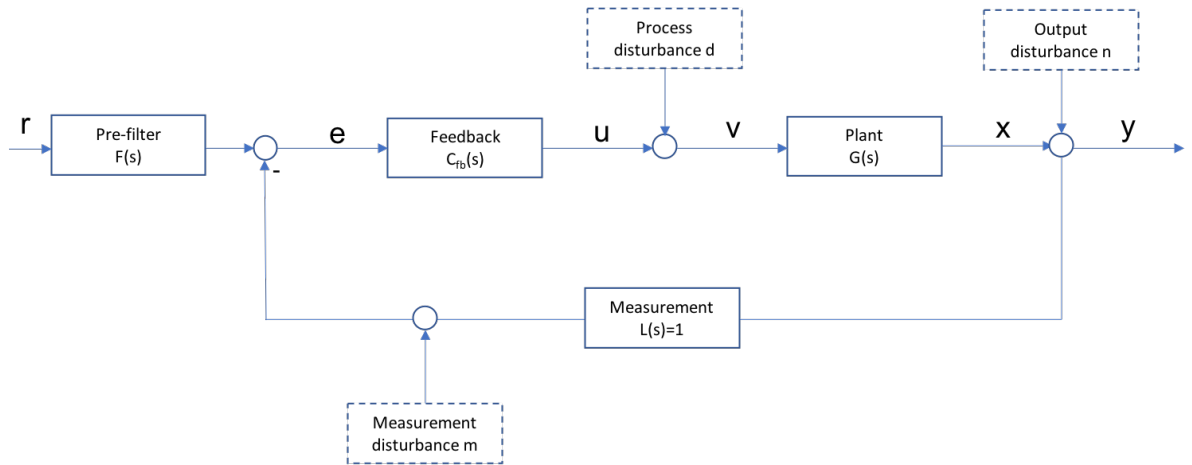 Process
disturbance d
Output
disturbance n
r
Pre-filter
F(s)
e
Feedback
Cfb(s)
u
v
Plant
G(s)
x
y
-
Measurement
L(s)=1
Measurement
disturbance m